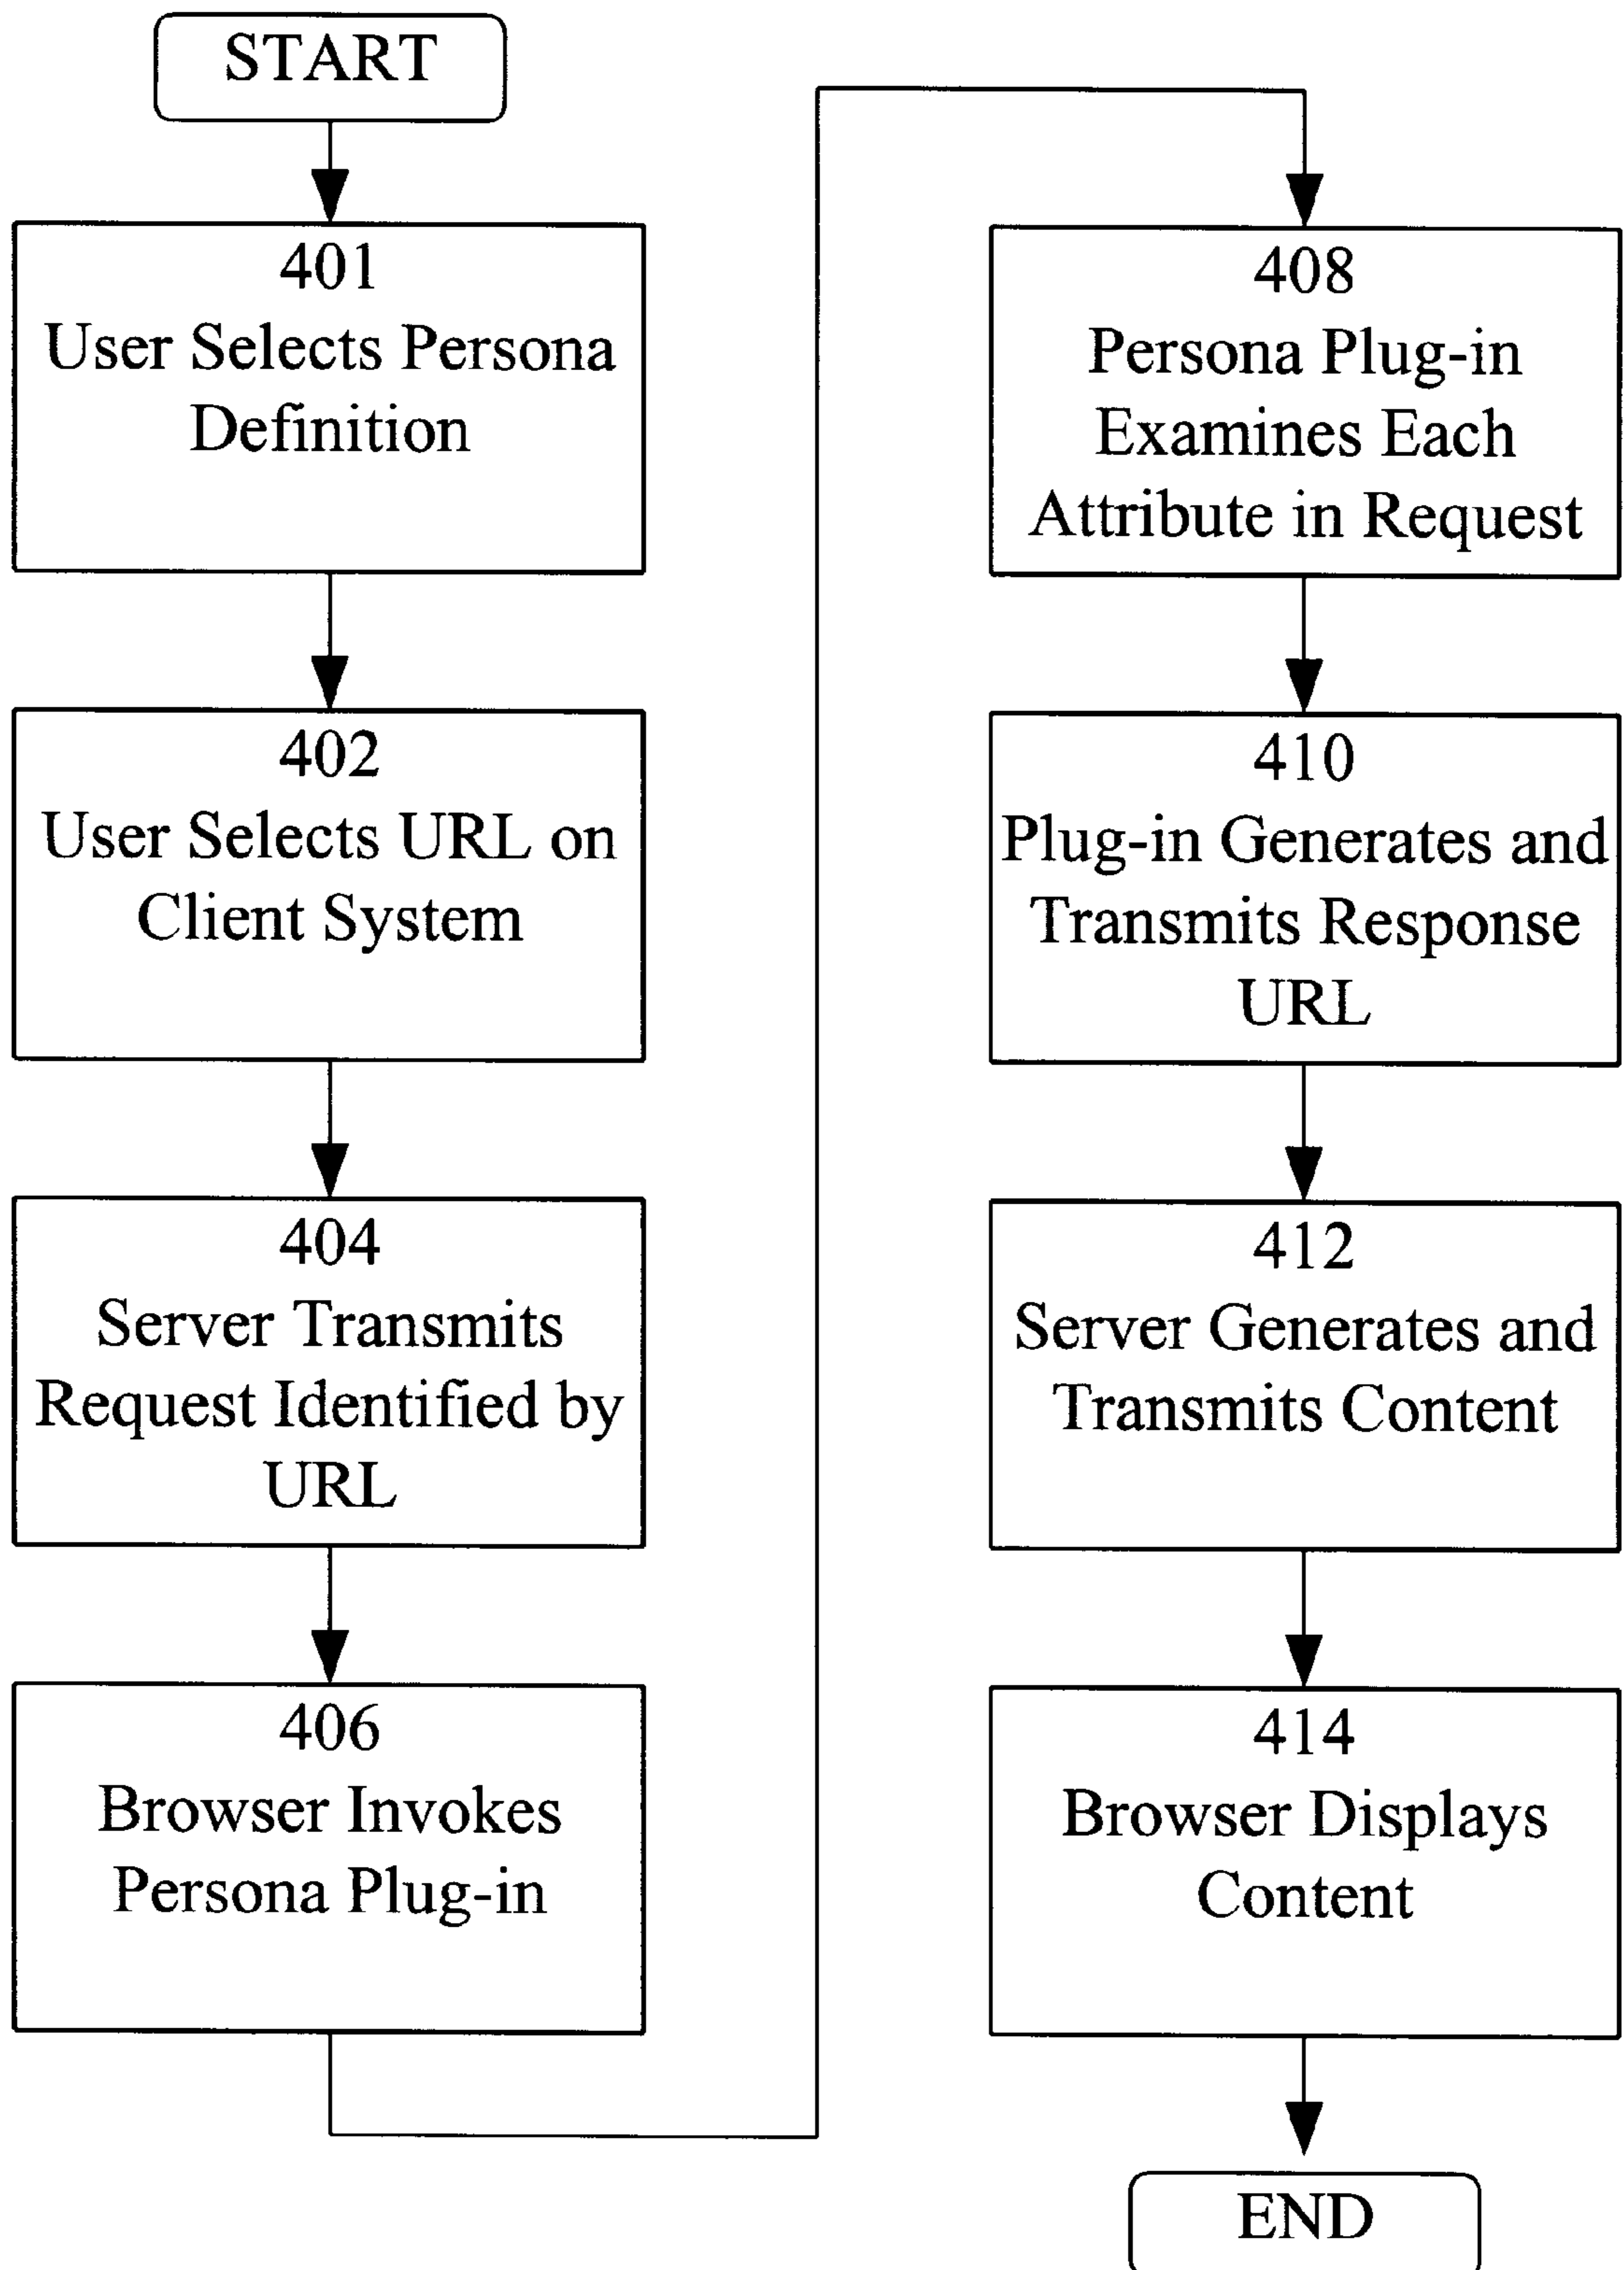 START
401
User Selects Persona
Definition
402
User Selects URL on
Client System
404
Server Transmits
Request Identified by
URL
406
Browser Invokes
Persona Plug-in
408
Persona Plug-in
Examines Each
Attribute in Request
410
Plug-in Generates and
Transmits Response
URL
412
Server Generates and
Transmits Content
414
Browser Displays
Content
END